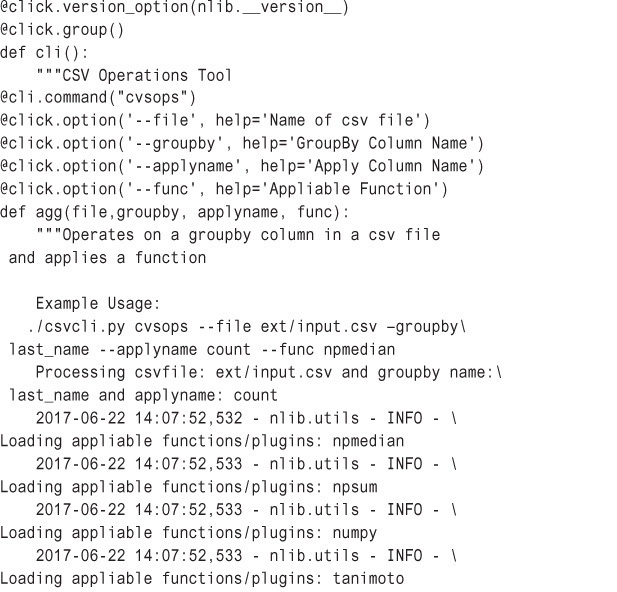 @click.version_option(nlib.__version__)
@click.group()
def cli():
    """CSV Operations Tool
@cli.command("cvsops")
@click.option('--file', help='Name of csv file')
@click.option('--groupby', help='GroupBy Column Name')
@click.option('--applyname', help='Apply Column Name')
@click.option('--func', help='Appliable Function')
def agg(file,groupby, applyname, func):
    """Operates on a groupby column in a csv file
 and applies a function
    Example Usage:
   ./csvcli.py cvsops --file ext/input.csv –groupby\
 last_name --applyname count --func npmedian
    Processing csvfile: ext/input.csv and groupby name:\
 last_name and applyname: count
    2017-06-22 14:07:52,532 - nlib.utils - INFO - \
Loading appliable functions/plugins: npmedian
    2017-06-22 14:07:52,533 - nlib.utils - INFO - \
Loading appliable functions/plugins: npsum
    2017-06-22 14:07:52,533 - nlib.utils - INFO - \
Loading appliable functions/plugins: numpy
    2017-06-22 14:07:52,533 - nlib.utils - INFO - \
Loading appliable functions/plugins: tanimoto